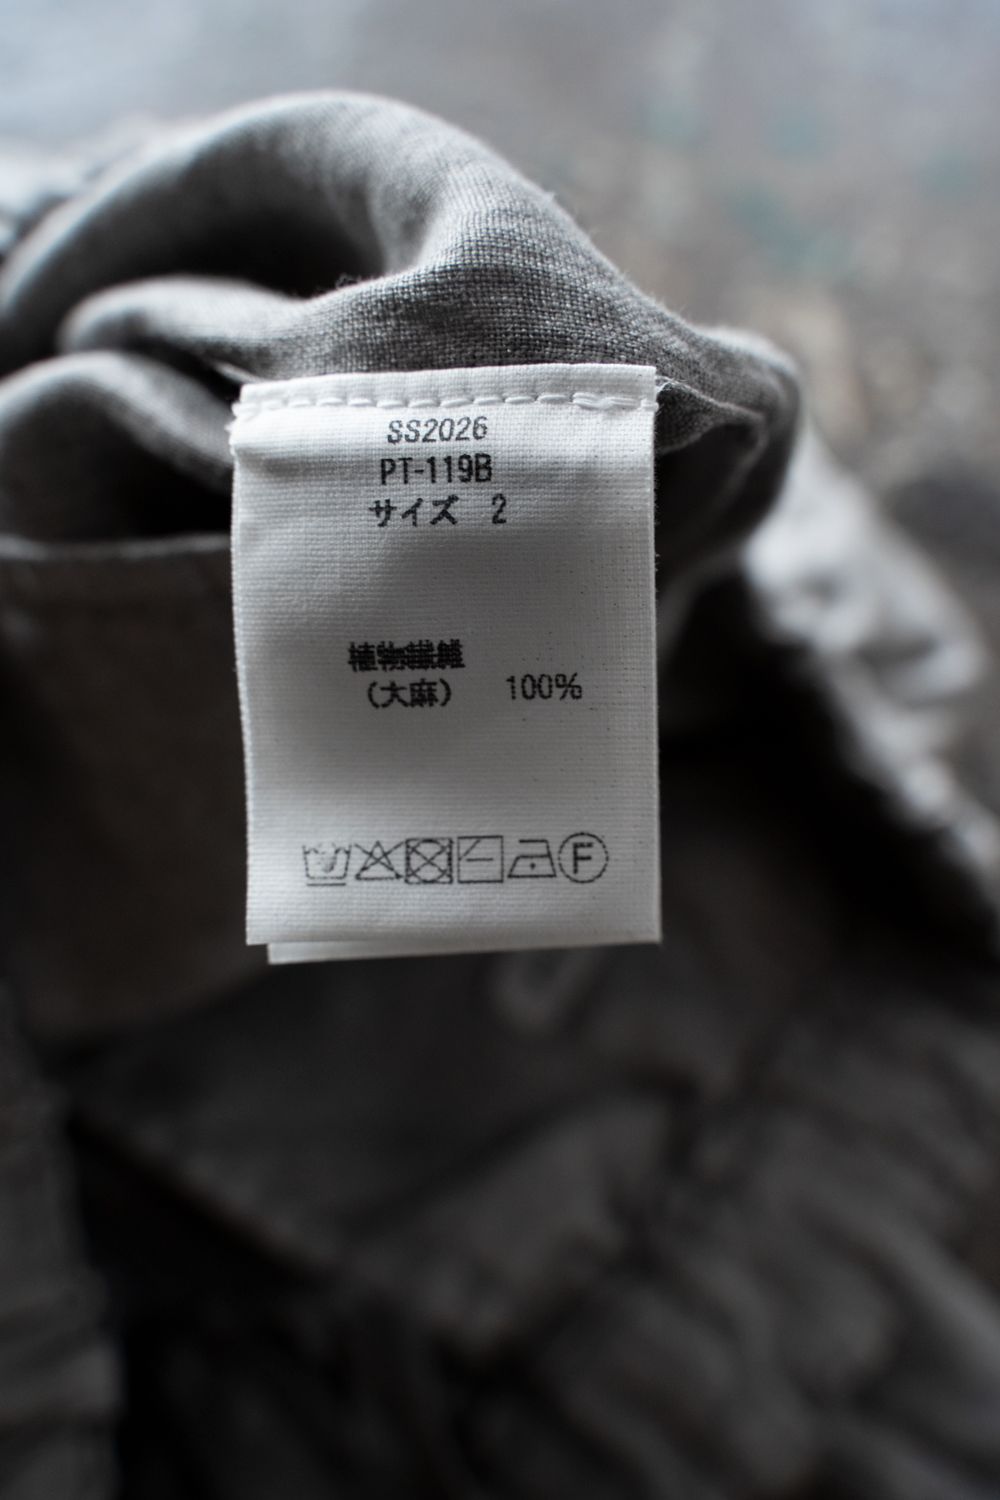 SS2026
PT-119B
サイズ 2
植物繊維
(大麻) 100%
F